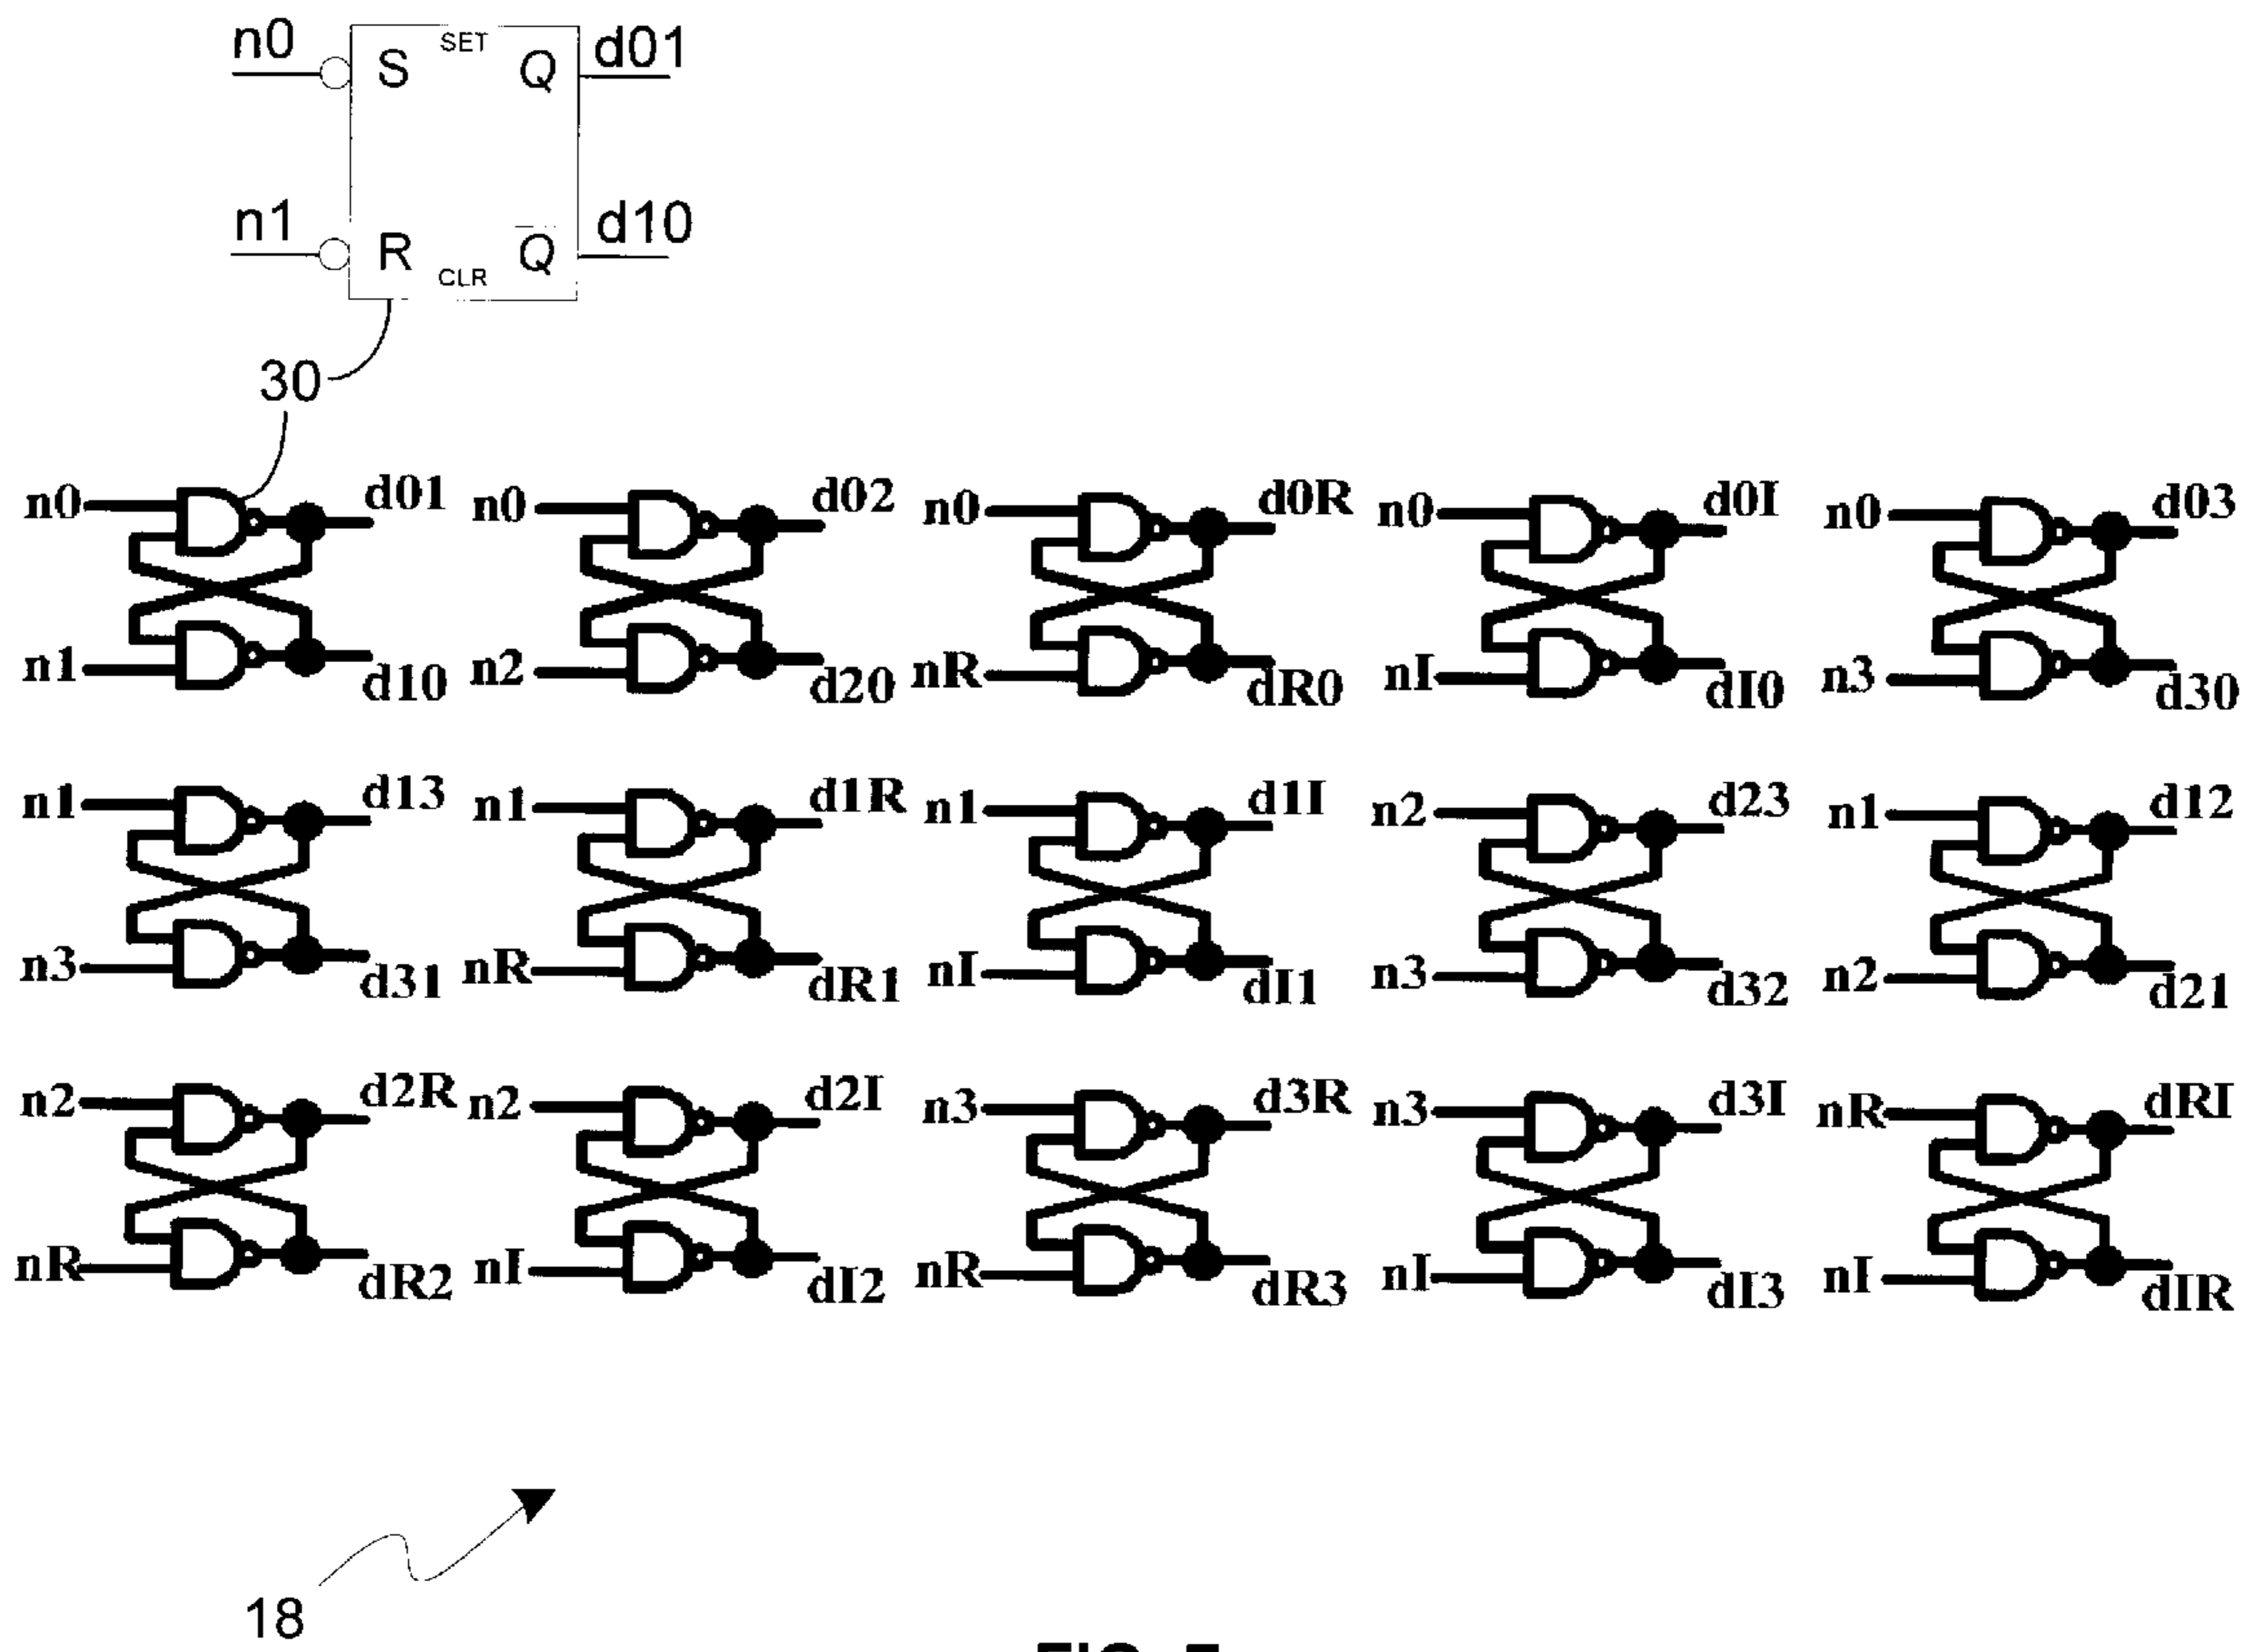 n0 S SET Q d01
n1 R CLR Q d10
30
n0 d01 n0 d02 n0 d0R n0 d0I n0 d03
n1 d10 n2 d20 nR dR0 nI dI0 n3 d30
n1 d13 n1 d1R n1 d1I n2 d23 n1 d12
n3 d31 nR dR1 nI dI1 n3 d32 n2 d21
n2 d2R n2 d2I n3 d3R n3 d3I nR dRI
nR dR2 nI dI2 nR dR3 nI dI3 nI dIR
18